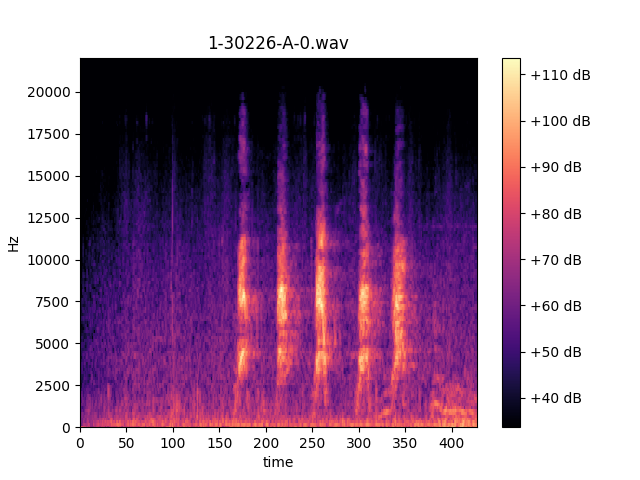 1-30226-A-0.wav
Hz
20000
17500
15000
12500
10000
7500
5000
2500
0
0 50 100 150 200 250 300 350 400
time
+110 dB
+100 dB
+90 dB
+80 dB
+70 dB
+60 dB
+50 dB
+40 dB